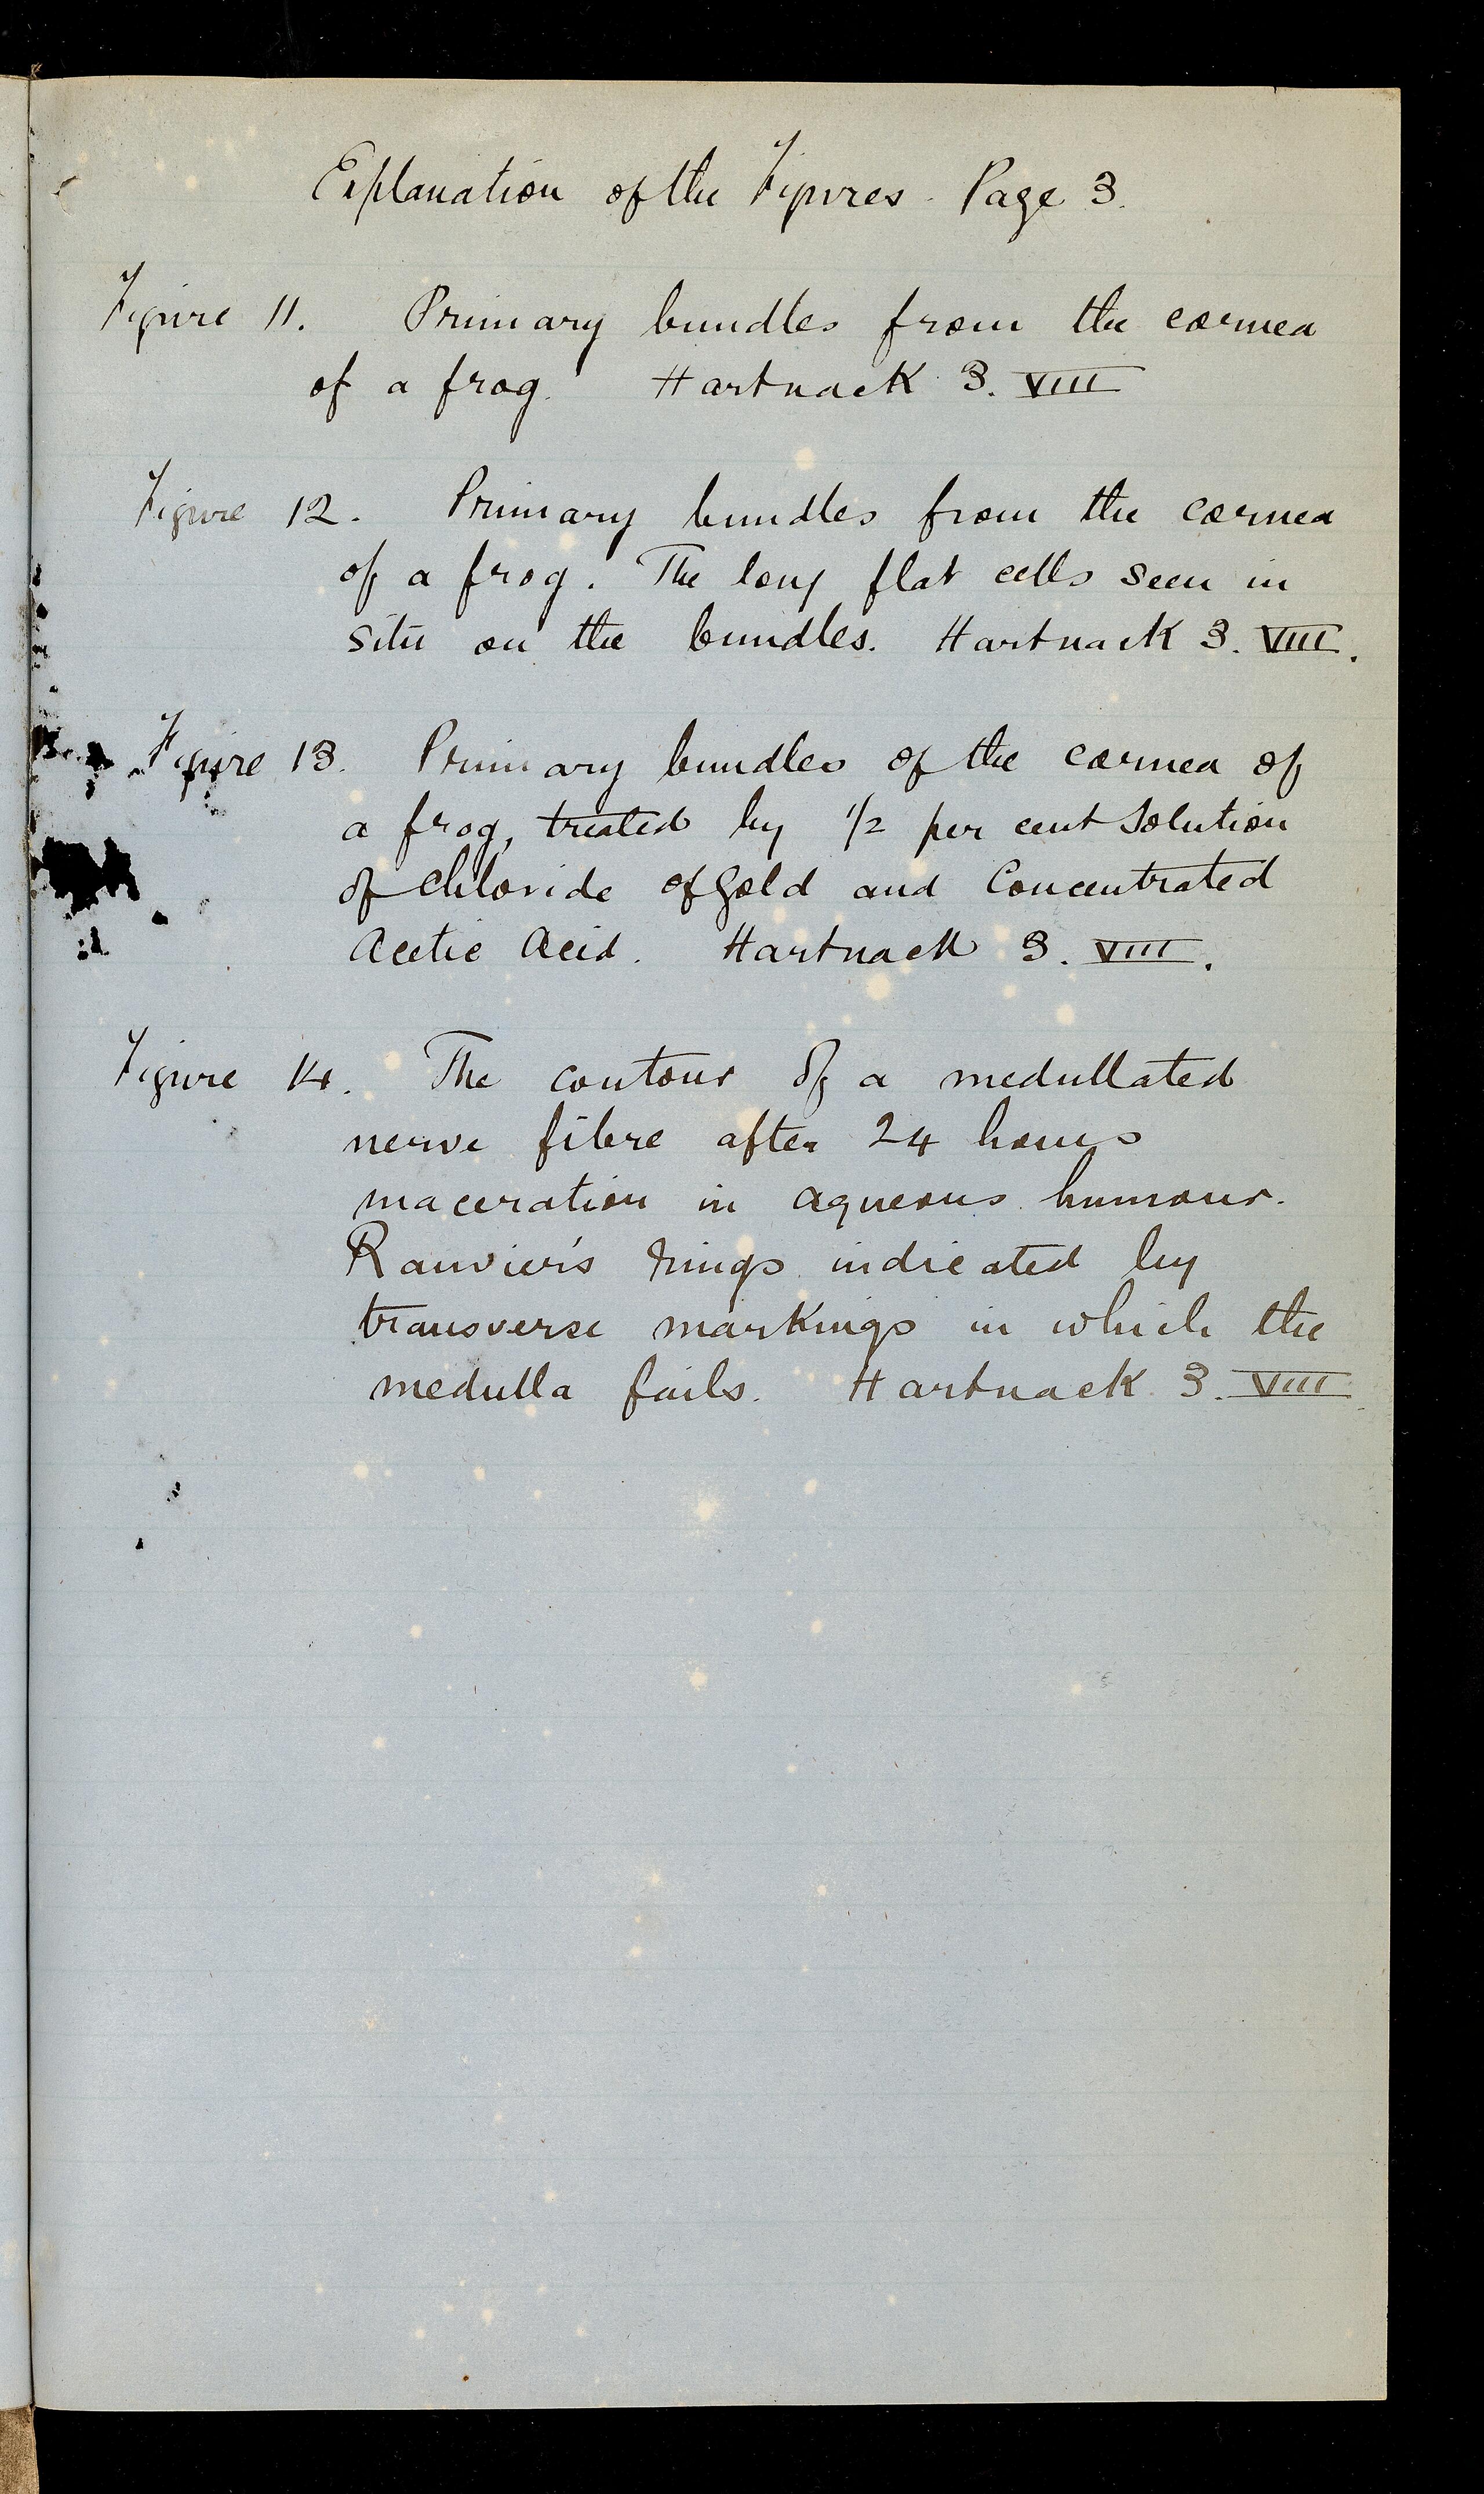 Explanation of the Figures. Page 3.
Figure 11. Primary bundles from the cornea
of a frog. Hartnack 3. VIII
Figure 12. Primary bundles from the cornea
of a frog. The long flat cells seen in
situ on the bundles. Hartnack 3. VIII.
Figure 13. Primary bundles of the cornea of
a frog, treated by 1/2 per cent Solution
of Chloride of Gold and Concentrated
Acetic Acid. Hartnack 3. VIII.
Figure 14. The contour of a medullated
nerve fibre after 24 hours
maceration in aqueous humour.
Ranvier's rings indicated by
transverse markings in which the
medulla fails. Hartnack 3. VIII